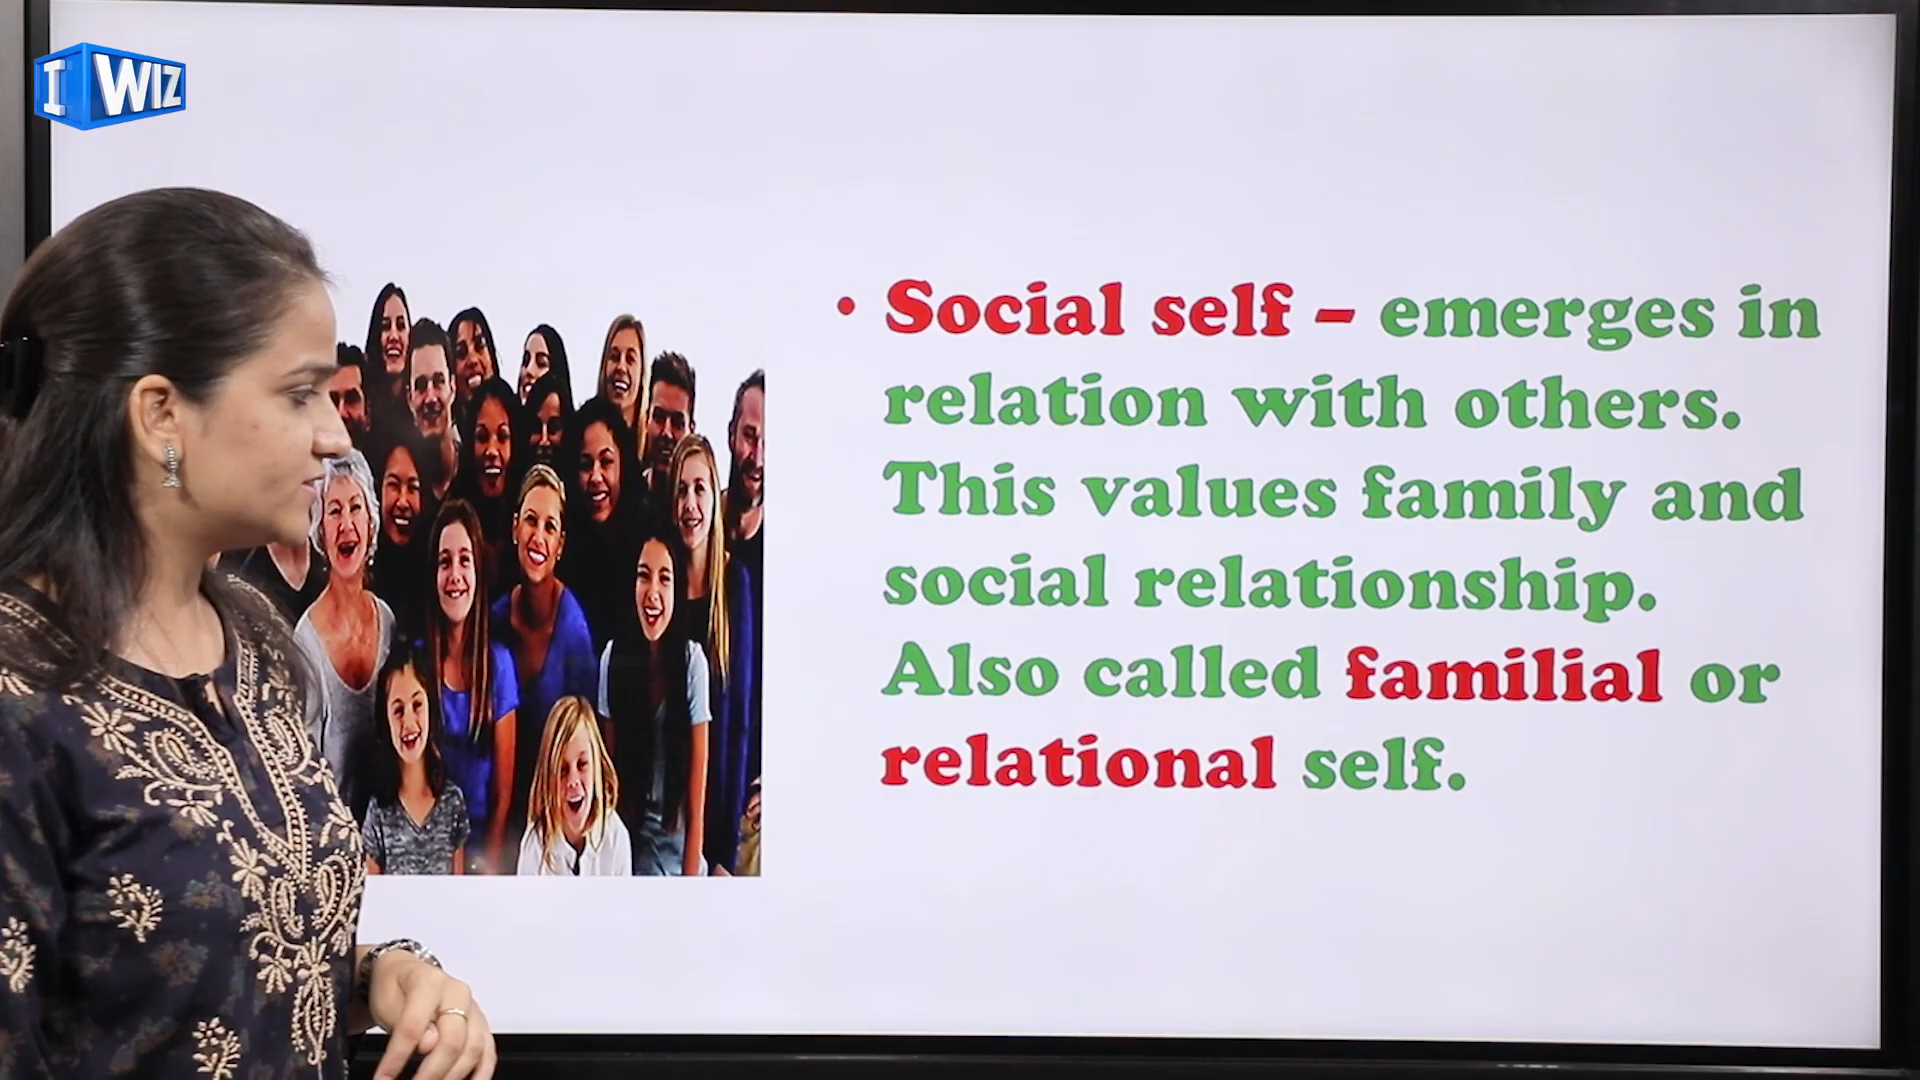 I WIZ
• Social self – emerges in
relation with others.
This values family and
social relationship.
Also called familial or
relational self.